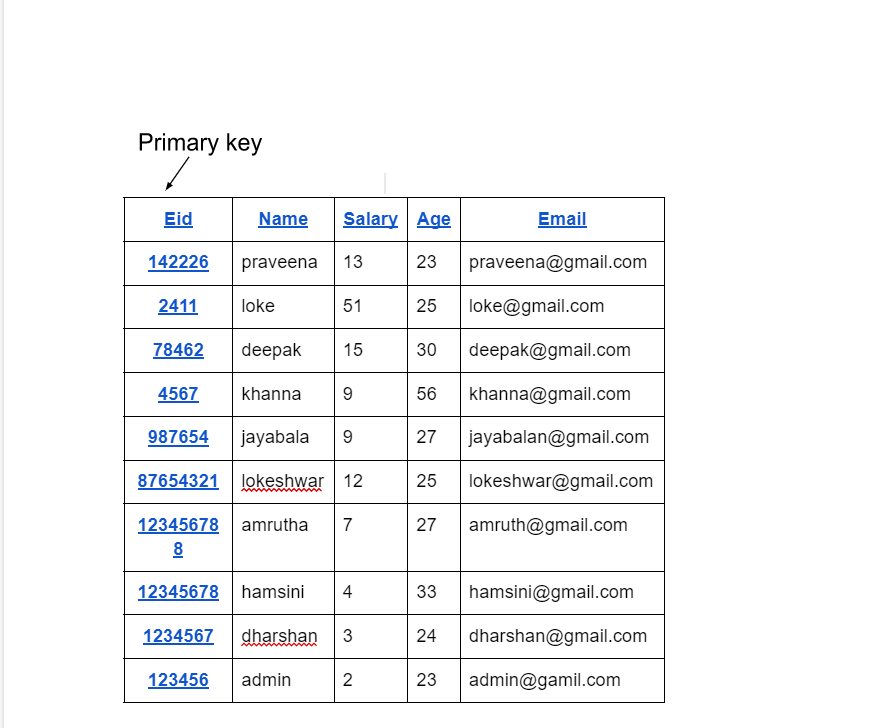 Primary key
Eid Name Salary Age Email
142226 praveena 13 23 praveena@gmail.com
2411 loke 51 25 loke@gmail.com
78462 deepak 15 30 deepak@gmail.com
4567 khanna 9 56 khanna@gmail.com
987654 jayabala 9 27 jayabalan@gmail.com
87654321 lokeshwar 12 25 lokeshwar@gmail.com
12345678 amrutha 7 27 amruth@gmail.com
8
12345678 hamsini 4 33 hamsini@gmail.com
1234567 dharshan 3 24 dharshan@gmail.com
123456 admin 2 23 admin@gamil.com